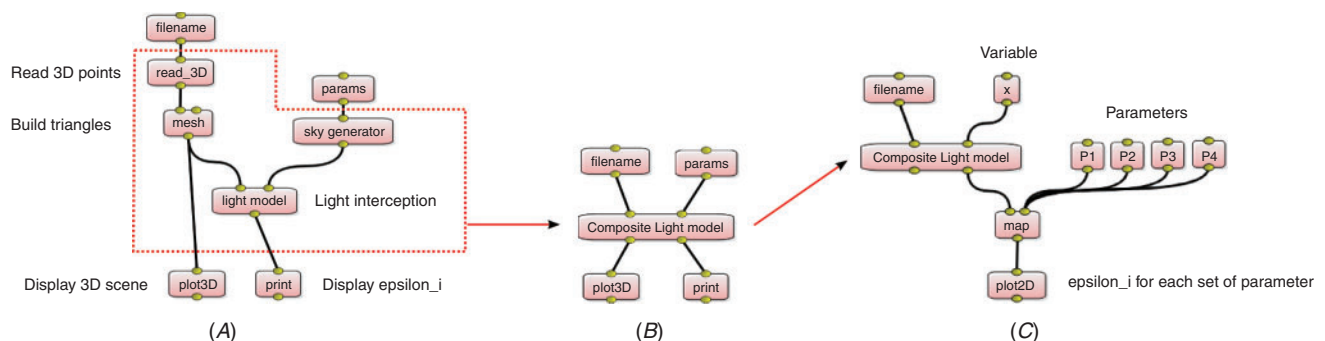 filename
Read 3D points
read_3D
params
Build triangles
mesh
sky generator
light model
Light interception
Display 3D scene
plot3D
print
Display epsilon_i
(A)
filename
params
Composite Light model
plot3D
print
(B)
Variable
filename
x
Parameters
Composite Light model
P1
P2
P3
P4
map
plot2D
epsilon_i for each set of parameter
(C)